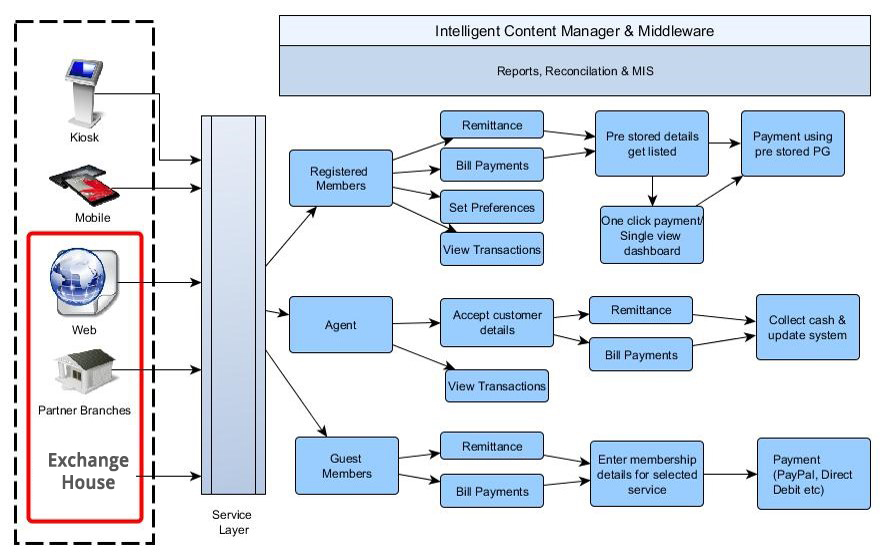 Intelligent Content Manager & Middleware
Reports, Reconcilation & MIS
Kiosk
Mobile
Web
Partner Branches
Exchange
House
Service
Layer
Registered
Members
Remittance
Bill Payments
Set Preferences
View Transactions
Pre stored details
get listed
Payment using
pre stored PG
One click payment/
Single view
dashboard
Agent
Accept customer
details
View Transactions
Remittance
Bill Payments
Collect cash &
update system
Guest
Members
Remittance
Bill Payments
Enter membership
details for selected
service
Payment
(PayPal, Direct
Debit etc)